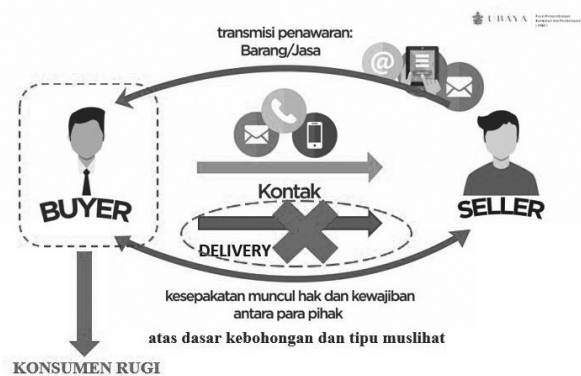 UBAYA
transmisi penawaran:
Barang/Jasa
@
Kontak
BUYER
SELLER
DELIVERY
kesepakatan muncul hak dan kewajiban
antara para pihak
atas dasar kebohongan dan tipu muslihat
KONSUMEN RUGI